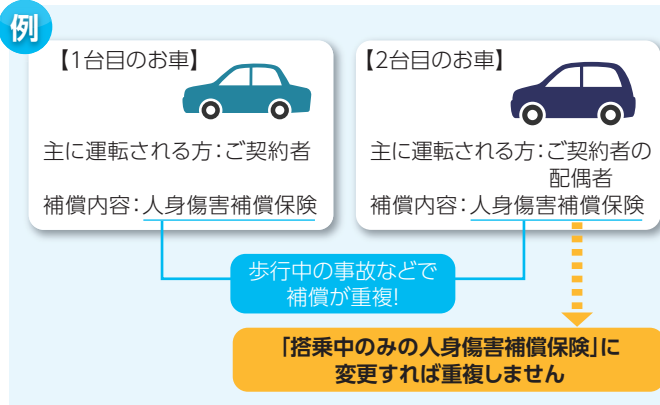 例
【1台目のお車】
主に運転される方：ご契約者
補償内容：人身傷害補償保険
【2台目のお車】
主に運転される方：ご契約者の
配偶者
補償内容：人身傷害補償保険
歩行中の事故などで
補償が重複!
「搭乗中のみの人身傷害補償保険」に
変更すれば重複しません